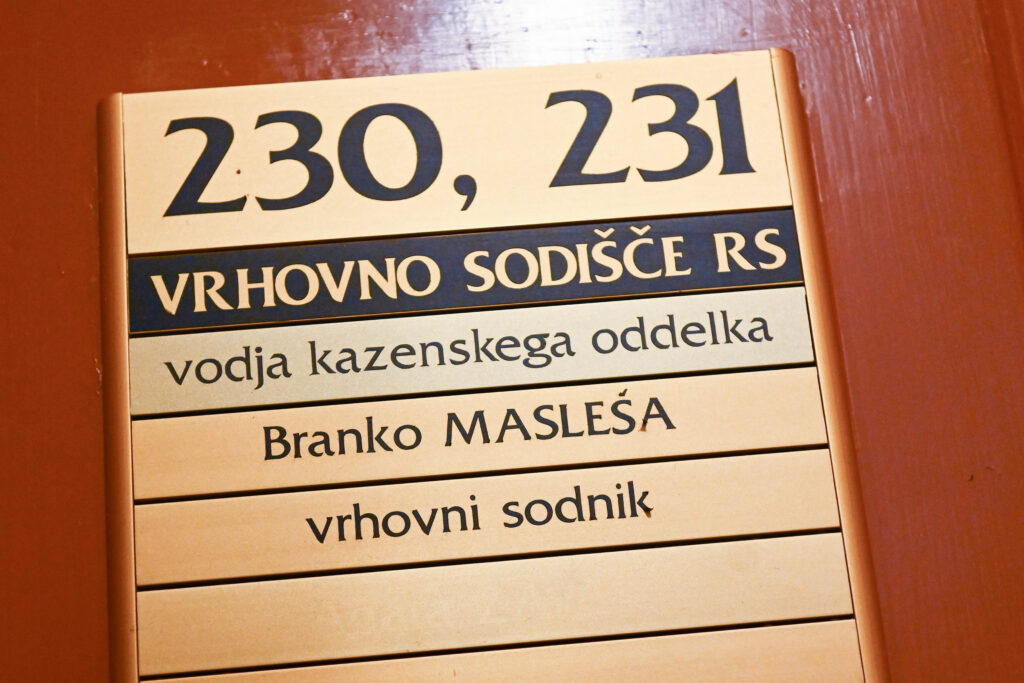 230, 231
VRHOVNO SODIŠČE RS
vodja kazenskega oddelka
Branko MASLEŠA
vrhovni sodnik